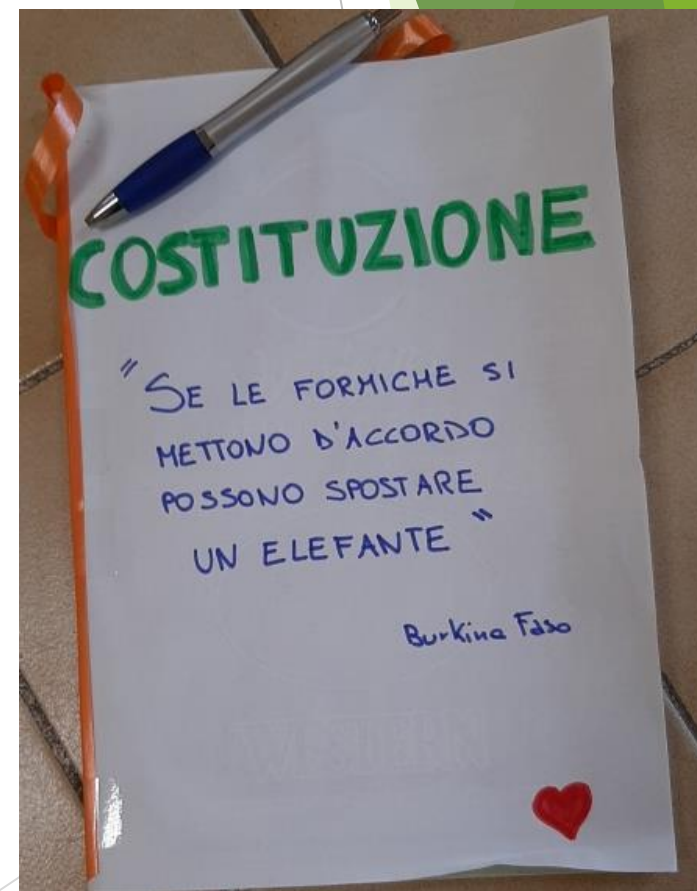 COSTITUZIONE
"SE LE FORMICHE SI
METTONO D'ACCORDO
POSSONO SPOSTARE
UN ELEFANTE"
Burkina Faso